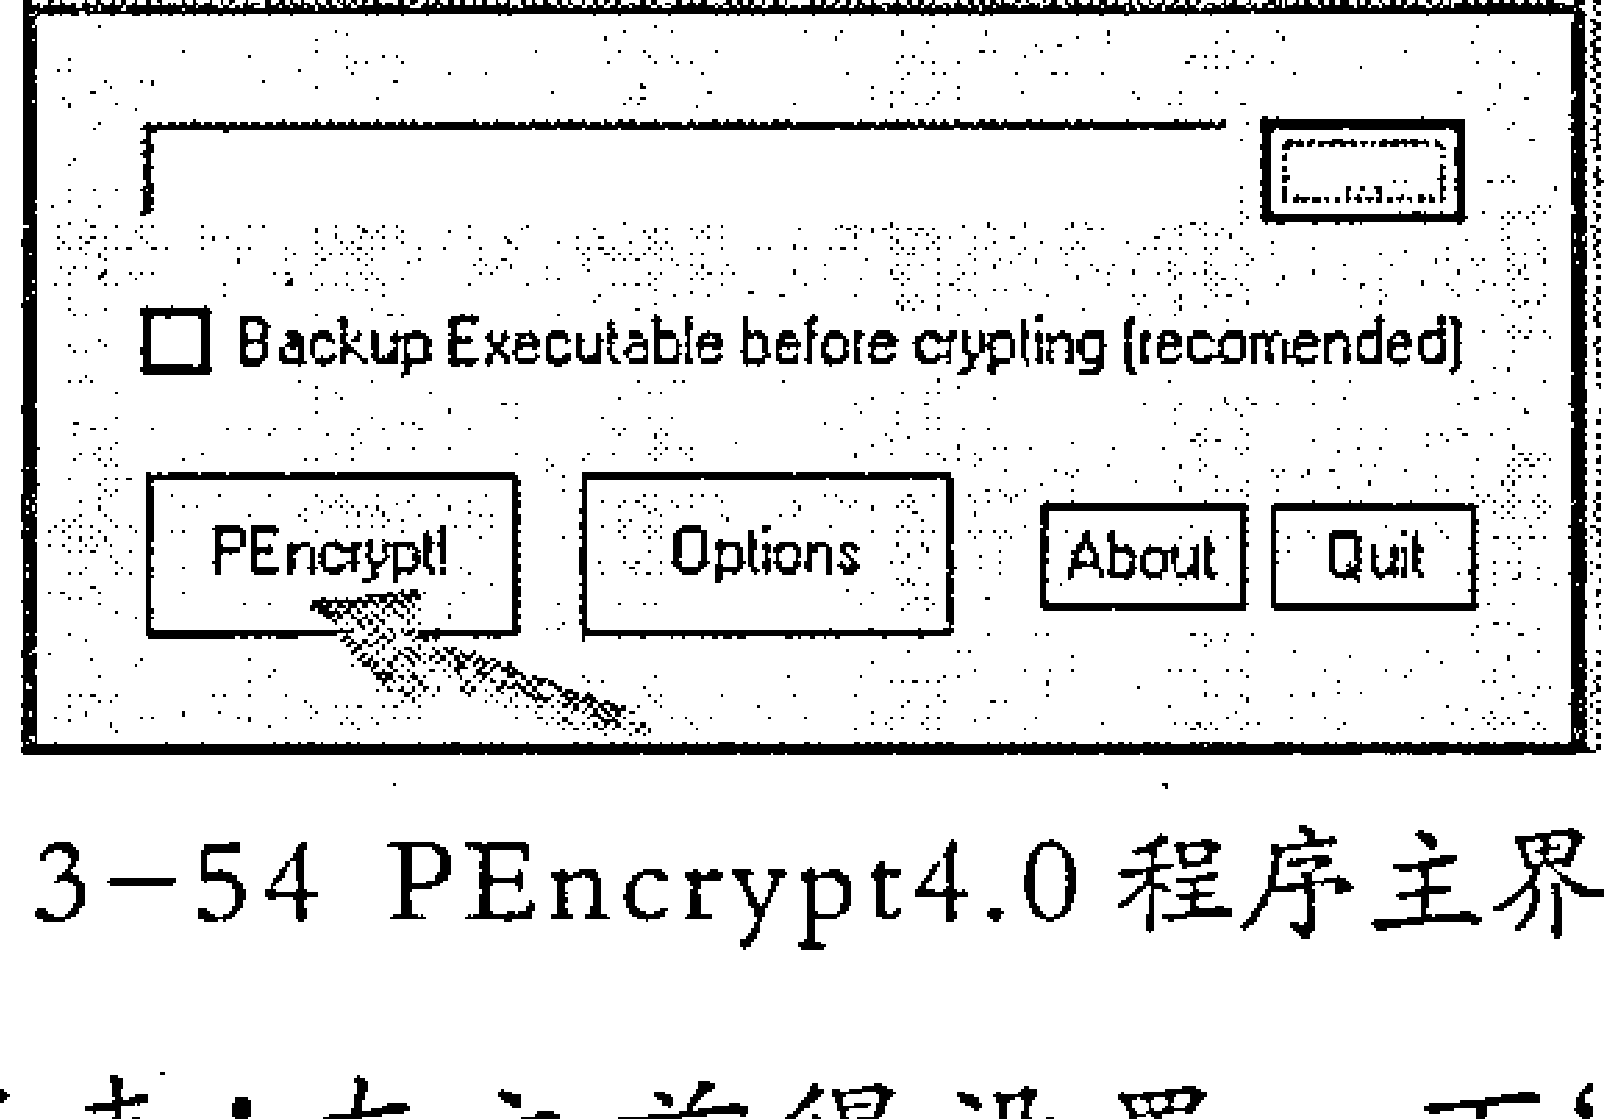 ...
Backup Executable before crypting (recomended)
PEncrypt!
Options
About
Quit
3-54 PEncrypt4.0 程序主界